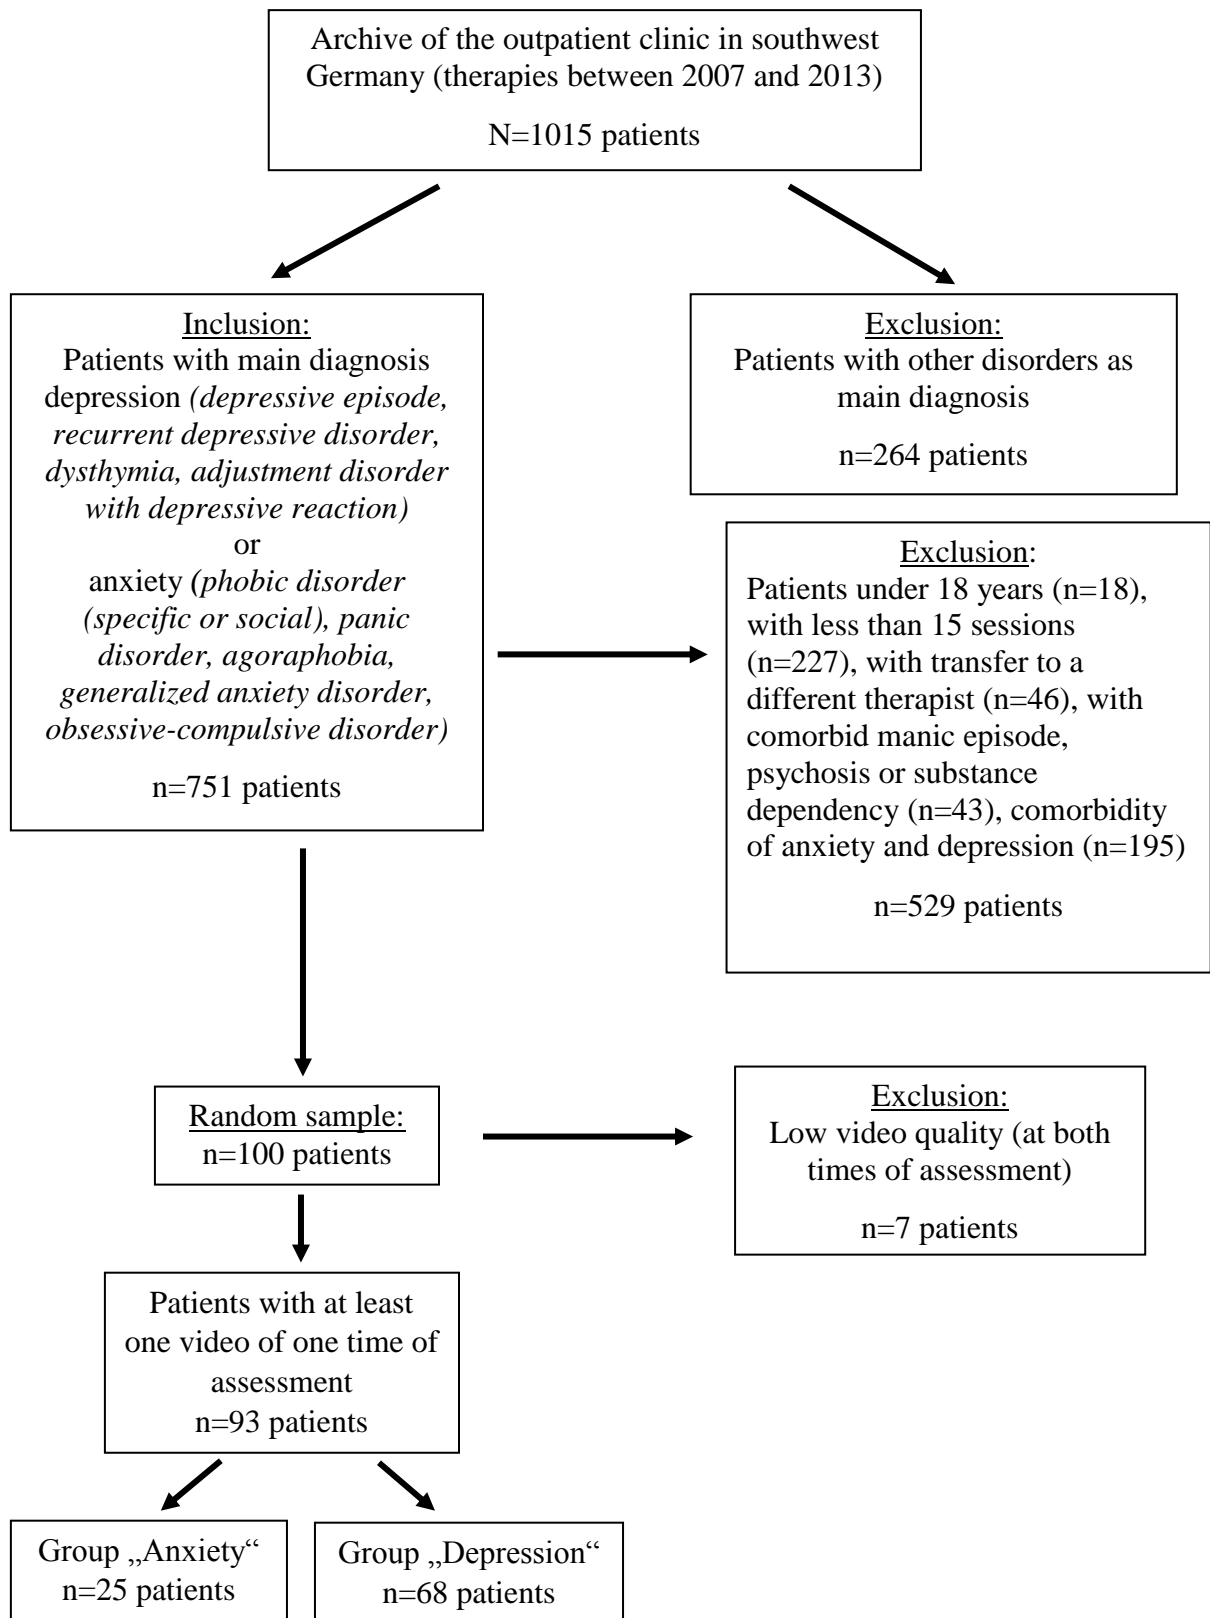 Archive of the outpatient clinic in southwest
Germany (therapies between 2007 and 2013)
N=1015 patients
Inclusion:
Patients with main diagnosis
depression (depressive episode,
recurrent depressive disorder,
dysthymia, adjustment disorder
with depressive reaction)
or
anxiety (phobic disorder
(specific or social), panic
disorder, agoraphobia,
generalized anxiety disorder,
obsessive-compulsive disorder)
n=751 patients
Exclusion:
Patients with other disorders as
main diagnosis
n=264 patients
Exclusion:
Patients under 18 years (n=18),
with less than 15 sessions
(n=227), with transfer to a
different therapist (n=46), with
comorbid manic episode,
psychosis or substance
dependency (n=43), comorbidity
of anxiety and depression (n=195)
n=529 patients
Random sample:
n=100 patients
Exclusion:
Low video quality (at both
times of assessment)
n=7 patients
Patients with at least
one video of one time of
assessment
n=93 patients
Group „Anxiety“
n=25 patients
Group „Depression“
n=68 patients